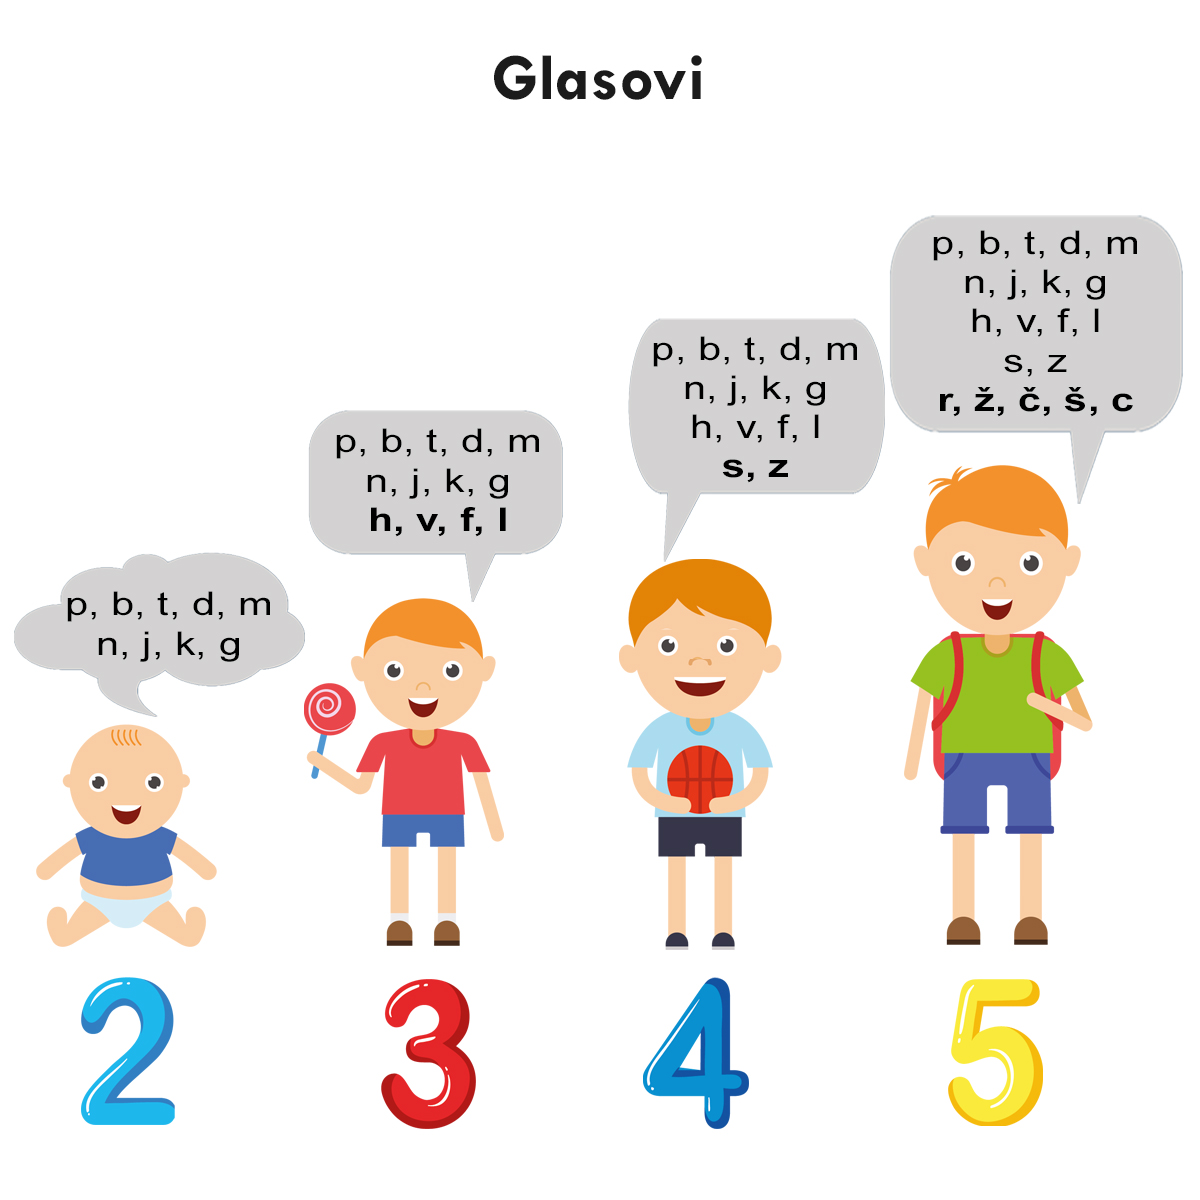 Glasovi
p, b, t, d, m
n, j, k, g
2
p, b, t, d, m
n, j, k, g
h, v, f, l
3
p, b, t, d, m
n, j, k, g
h, v, f, l
s, z
4
p, b, t, d, m
n, j, k, g
h, v, f, l
s, z
r, ž, č, š, c
5